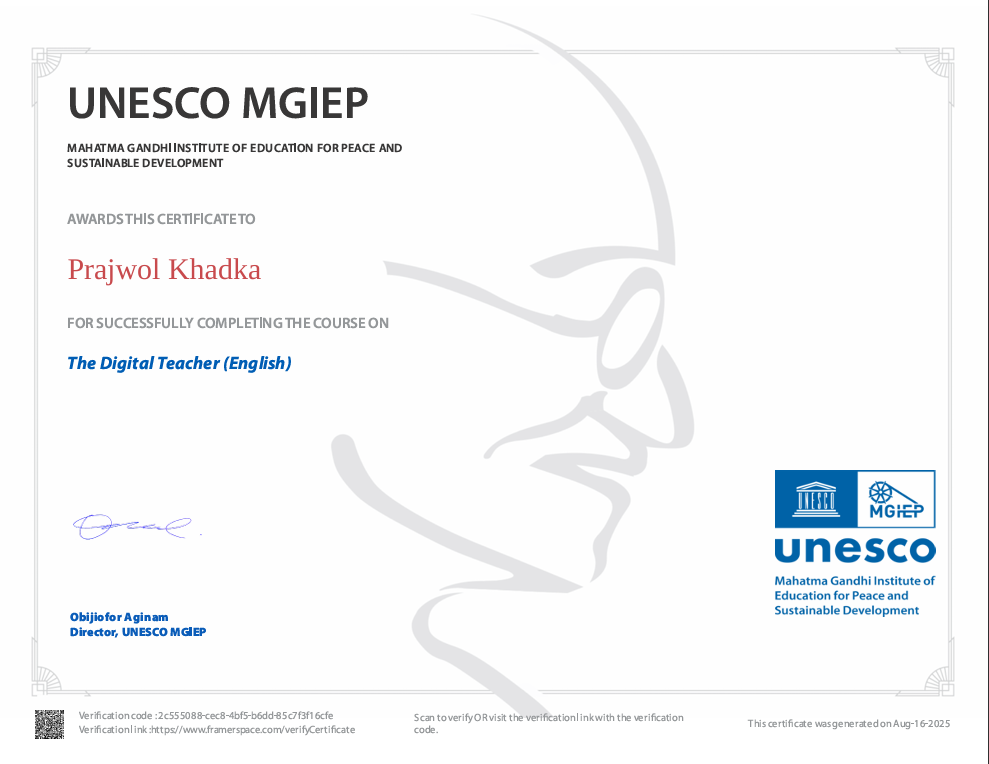 UNESCO MGIEP
MAHATMA GANDHI INSTITUTE OF EDUCATION FOR PEACE AND
SUSTAINABLE DEVELOPMENT
AWARDS THIS CERTIFICATE TO
Prajwol Khadka
FOR SUCCESSFULLY COMPLETING THE COURSE ON
The Digital Teacher (English)
Obijiofor Aginam
Director, UNESCO MGIEP
UNESCO
MGIEP
unesco
Mahatma Gandhi Institute of
Education for Peace and
Sustainable Development
Verification code :2c555088-cec8-4bf5-b6dd-85c7f3f16cfe
Verification link :https://www.framerspace.com/verifyCertificate
Scan to verify OR visit the verification link with the verification
code.
This certificate was generated on Aug-16-2025